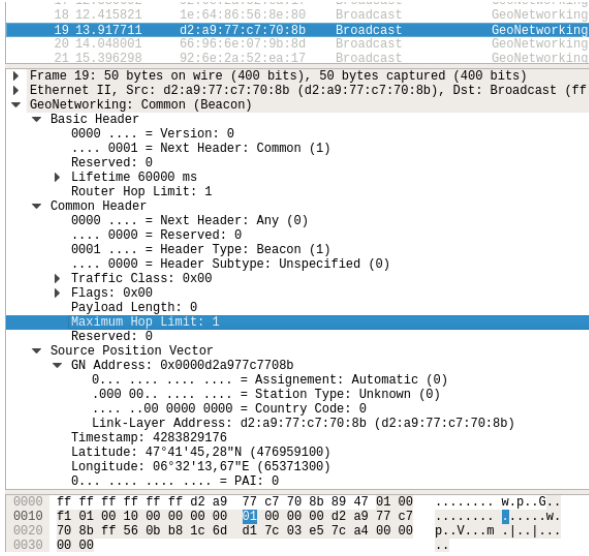 18 12.415821 1e:64:86:56:8e:80 Broadcast GeoNetworking
19 13.917711 d2:a9:77:c7:70:8b Broadcast GeoNetworking
20 14.048001 66:96:6e:07:9b:8d Broadcast GeoNetworking
21 15.396298 92:6e:2a:52:ea:17 Broadcast GeoNetworking
Frame 19: 50 bytes on wire (400 bits), 50 bytes captured (400 bits)
Ethernet II, Src: d2:a9:77:c7:70:8b (d2:a9:77:c7:70:8b), Dst: Broadcast (ff
GeoNetworking: Common (Beacon)
Basic Header
0000 .... = Version: 0
.... 0001 = Next Header: Common (1)
Reserved: 0
Lifetime 60000 ms
Router Hop Limit: 1
Common Header
0000 .... = Next Header: Any (0)
.... 0000 = Reserved: 0
0001 .... = Header Type: Beacon (1)
.... 0000 = Header Subtype: Unspecified (0)
Traffic Class: 0x00
Flags: 0x00
Payload Length: 0
Maximum Hop Limit: 1
Reserved: 0
Source Position Vector
GN Address: 0x0000d2a977c7708b
0... .... .... .... = Assignement: Automatic (0)
.000 00.. .... .... = Station Type: Unknown (0)
.... ..00 0000 0000 = Country Code: 0
Link-Layer Address: d2:a9:77:c7:70:8b (d2:a9:77:c7:70:8b)
Timestamp: 4283829176
Latitude: 47°41'45,28"N (476959100)
Longitude: 06°32'13,67"E (65371300)
0... .... .... .... = PAI: 0
0000 ff ff ff ff ff ff d2 a9 77 c7 70 8b 89 47 01 00 ........ w.p..G..
0010 f1 01 00 10 00 00 00 00 01 00 00 00 d2 a9 77 c7 ........ ......w.
0020 70 8b ff 56 0b b8 1c 6d d1 7c 03 e5 7c a4 00 00 p..V...m .|..|...
0030 00 00 ..